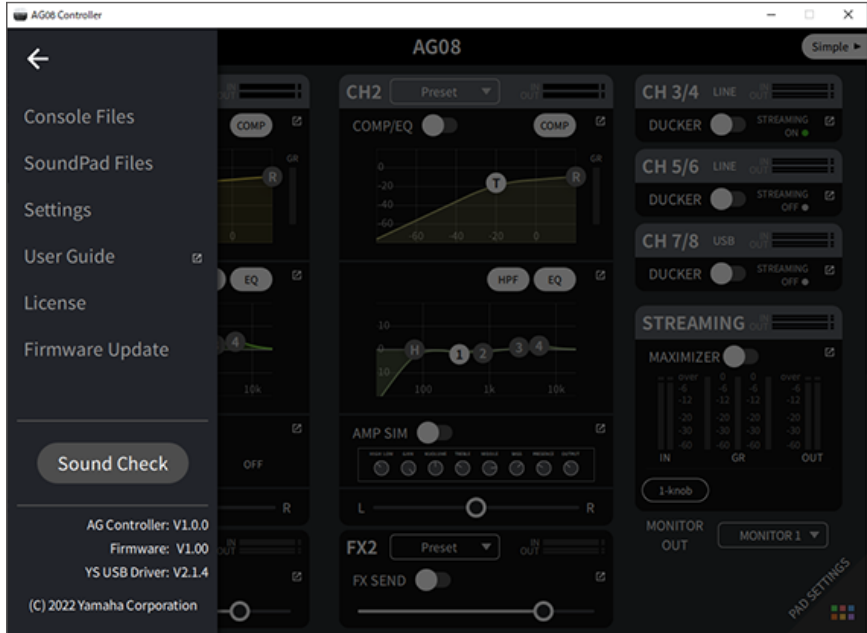 AG08 Controller
AG08
Simple
Console Files
SoundPad Files
Settings
User Guide
License
Firmware Update
Sound Check
AG Controller: V1.0.0
Firmware: V1.00
YS USB Driver: V2.1.4
(C) 2022 Yamaha Corporation
COMP
GR
R
0
EQ
4
10k
OFF
R
CH2 Preset IN OUT
COMP/EQ COMP
GR
0
-20
-40
-60
T R
-60 -40 -20 0
HPF EQ
10
0
10
H 1 2 3 4
100 1k 10k
AMP SIM
L R
FX2 Preset IN OUT
FX SEND
CH 3/4 LINE IN OUT
DUCKER STREAMING ON
CH 5/6 LINE IN OUT
DUCKER STREAMING OFF
CH 7/8 USB IN OUT
DUCKER STREAMING OFF
STREAMING IN OUT
MAXIMIZER
over 0 0 over
-6 -6 -6 -6
-12 -12 -12 -12
-20 -20 -20 -20
-30 -30 -30 -30
-60 -60 -60 -60
IN GR OUT
1-knob
MONITOR OUT MONITOR 1
PAD SETTINGS